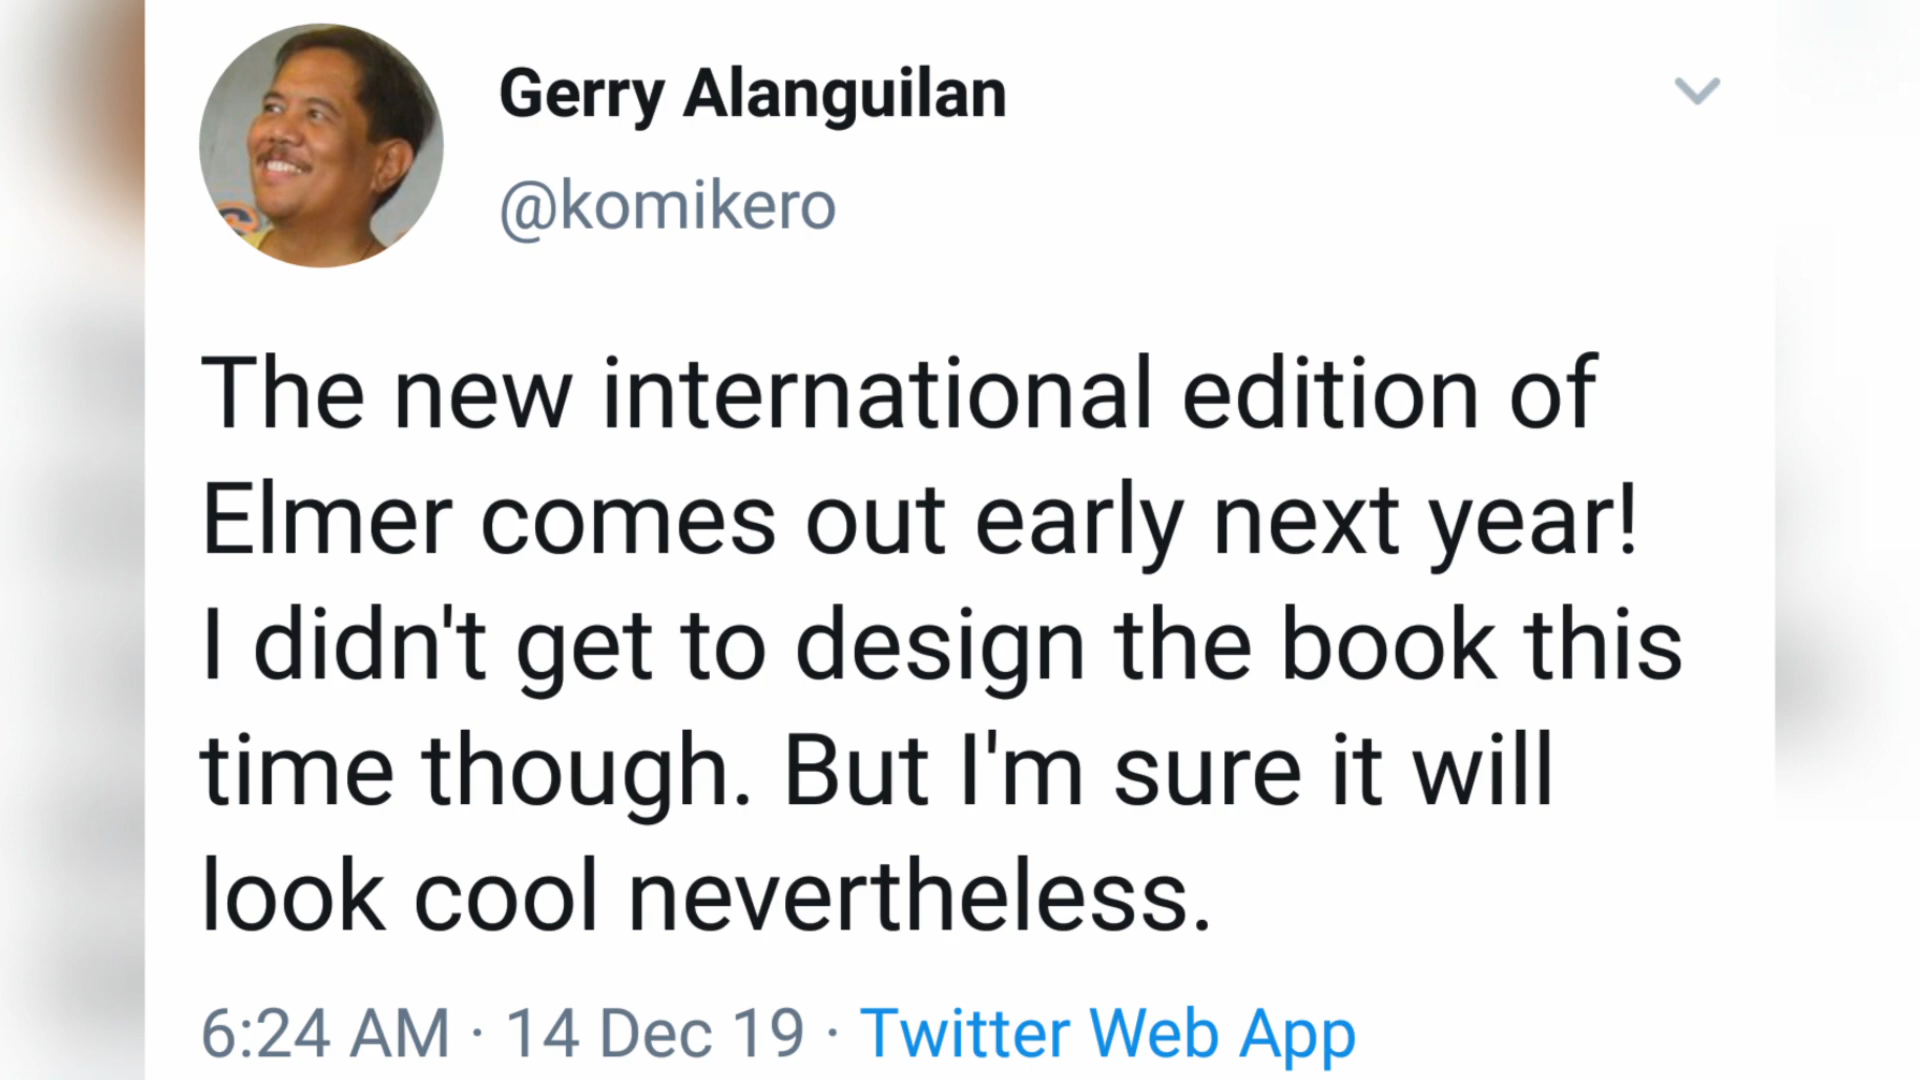 Gerry Alanguilan
@komikero
The new international edition of
Elmer comes out early next year!
I didn't get to design the book this
time though. But I'm sure it will
look cool nevertheless.
6:24 AM · 14 Dec 19 · Twitter Web App